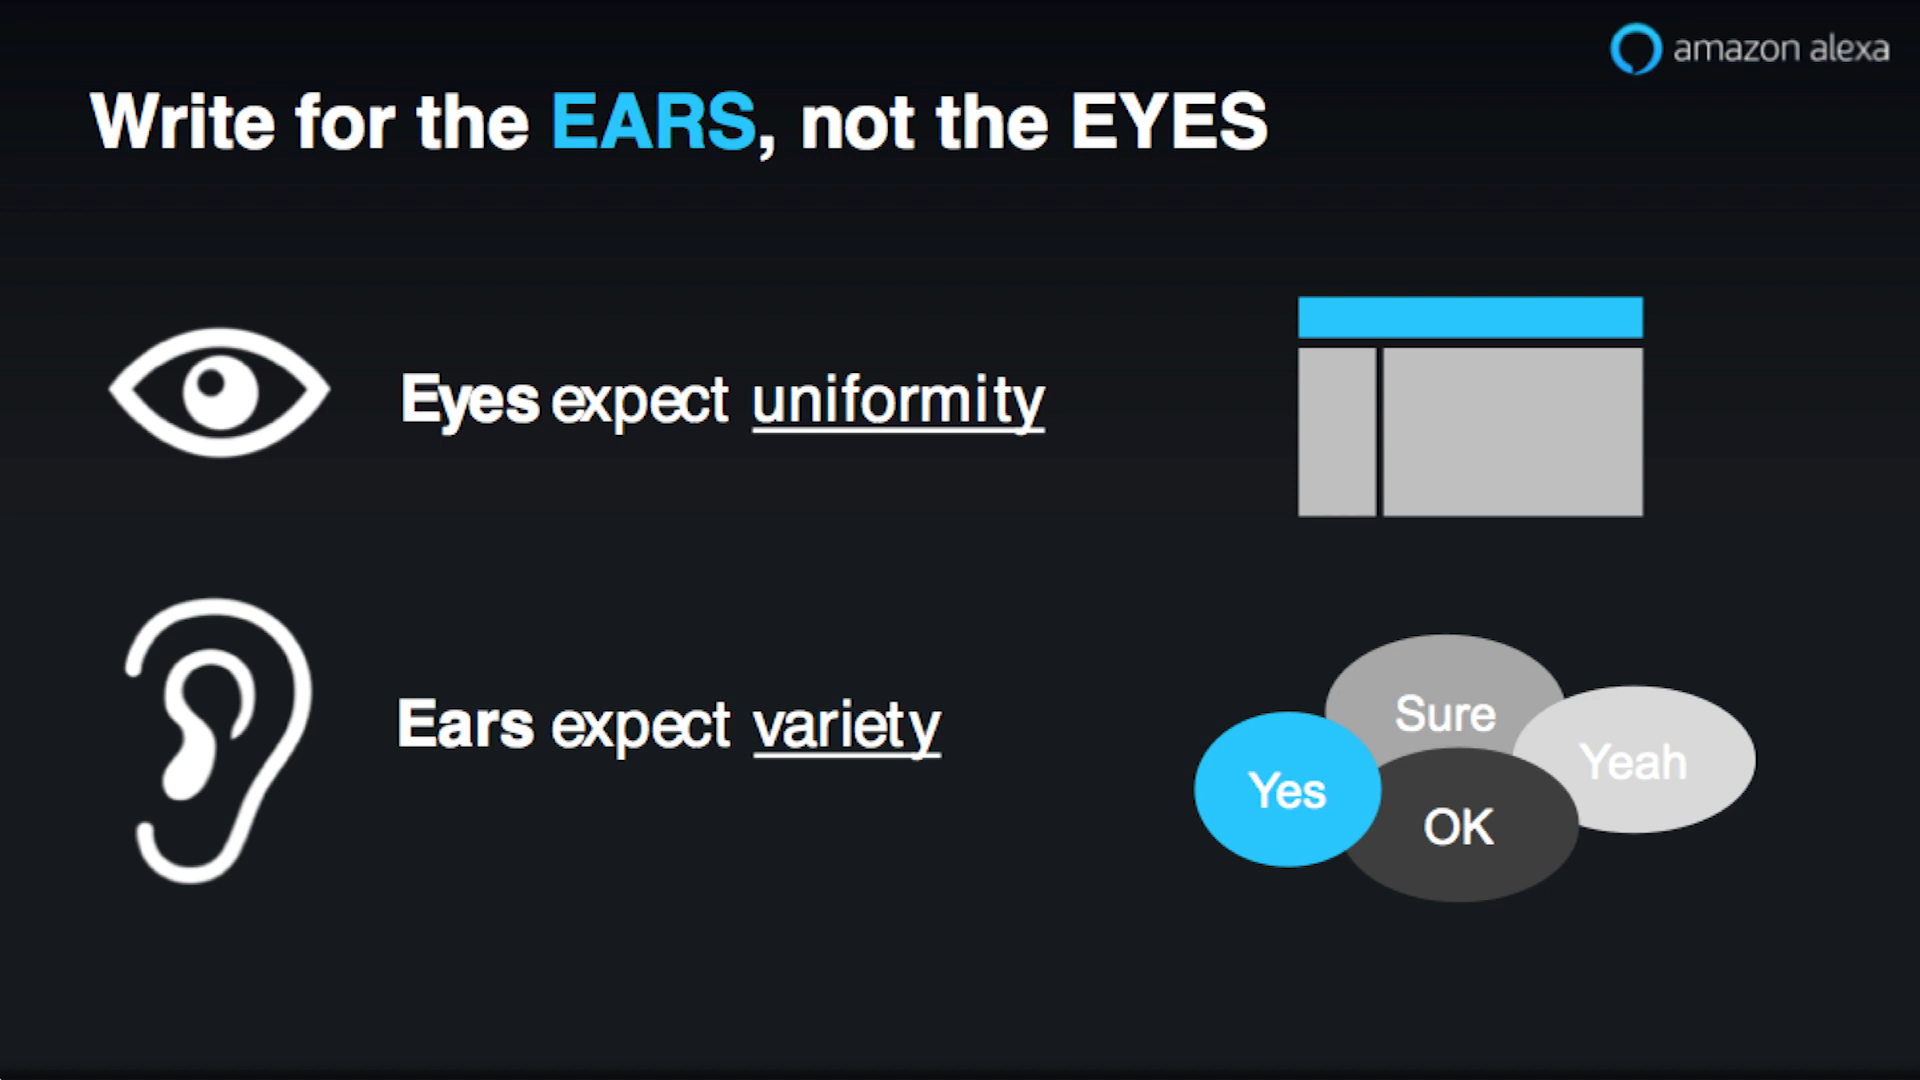 amazon alexa
Write for the EARS, not the EYES
Eyes expect uniformity
Ears expect variety
Sure
Yeah
Yes
OK